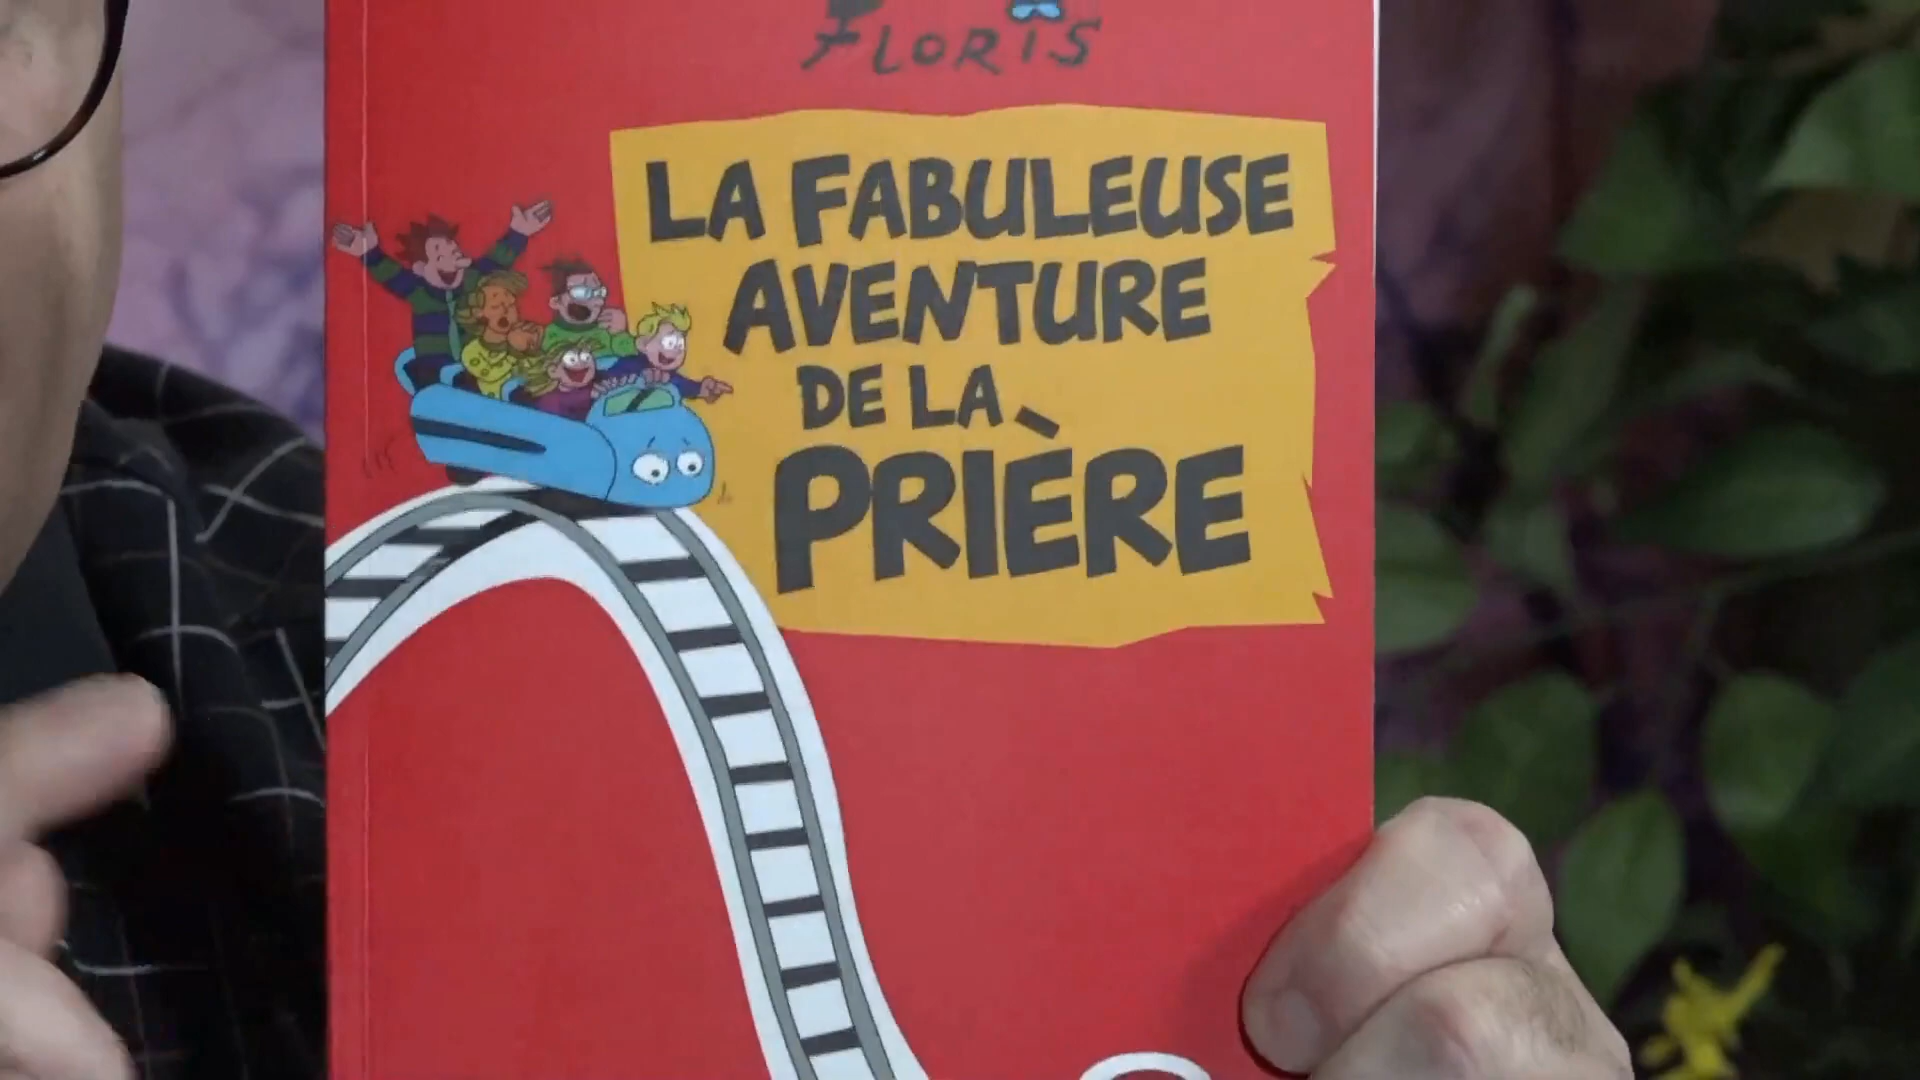 FLORIS
LA FABULEUSE
AVENTURE
DE LA
PRIÈRE